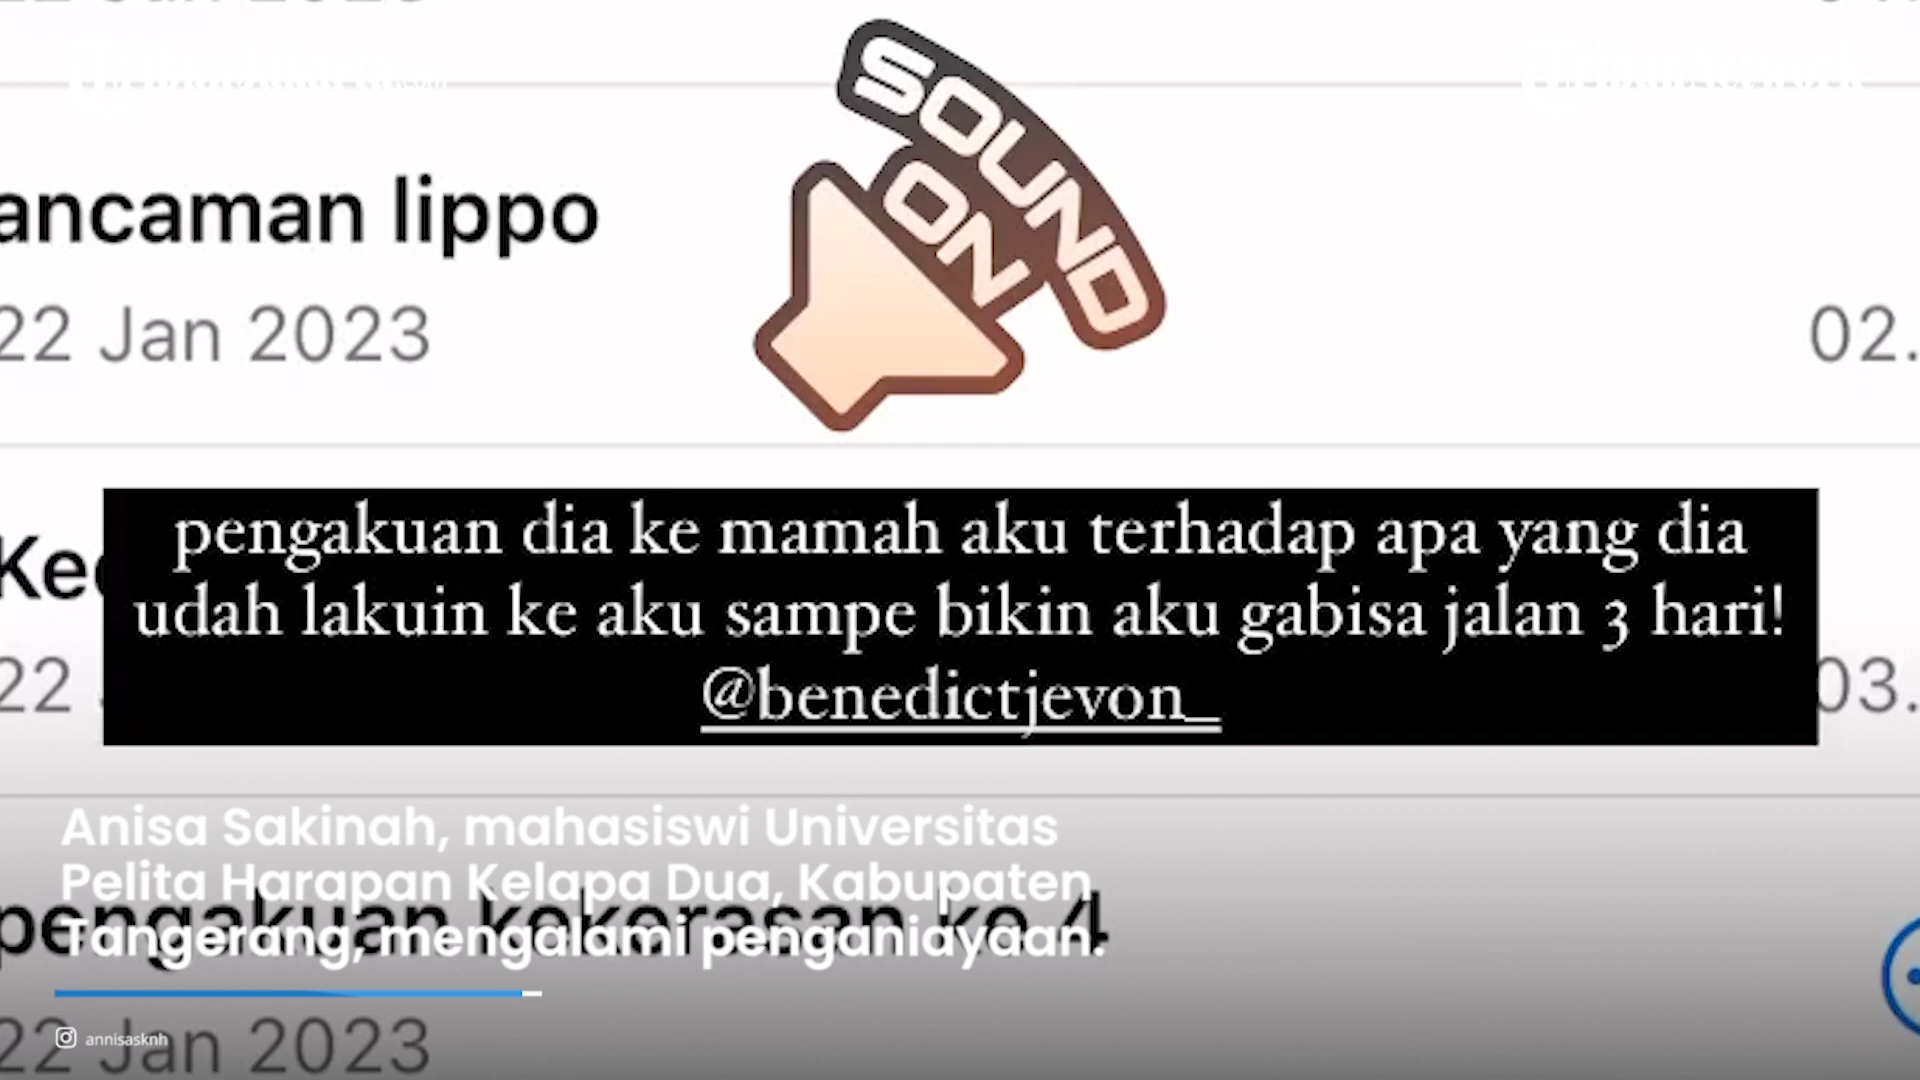 SOUND
ON
ancaman lippo
22 Jan 2023
02.
pengakuan dia ke mamah aku terhadap apa yang dia
udah lakuin ke aku sampe bikin aku gabisa jalan 3 hari!
@benedictjevon_
22
03.
Anisa Sakinah, mahasiswi Universitas
Pelita Harapan Kelapa Dua, Kabupaten
Tangerang, mengalami penganiayaan.
pengakuan kekerasan ke 4
22 Jan 2023
annisasknh